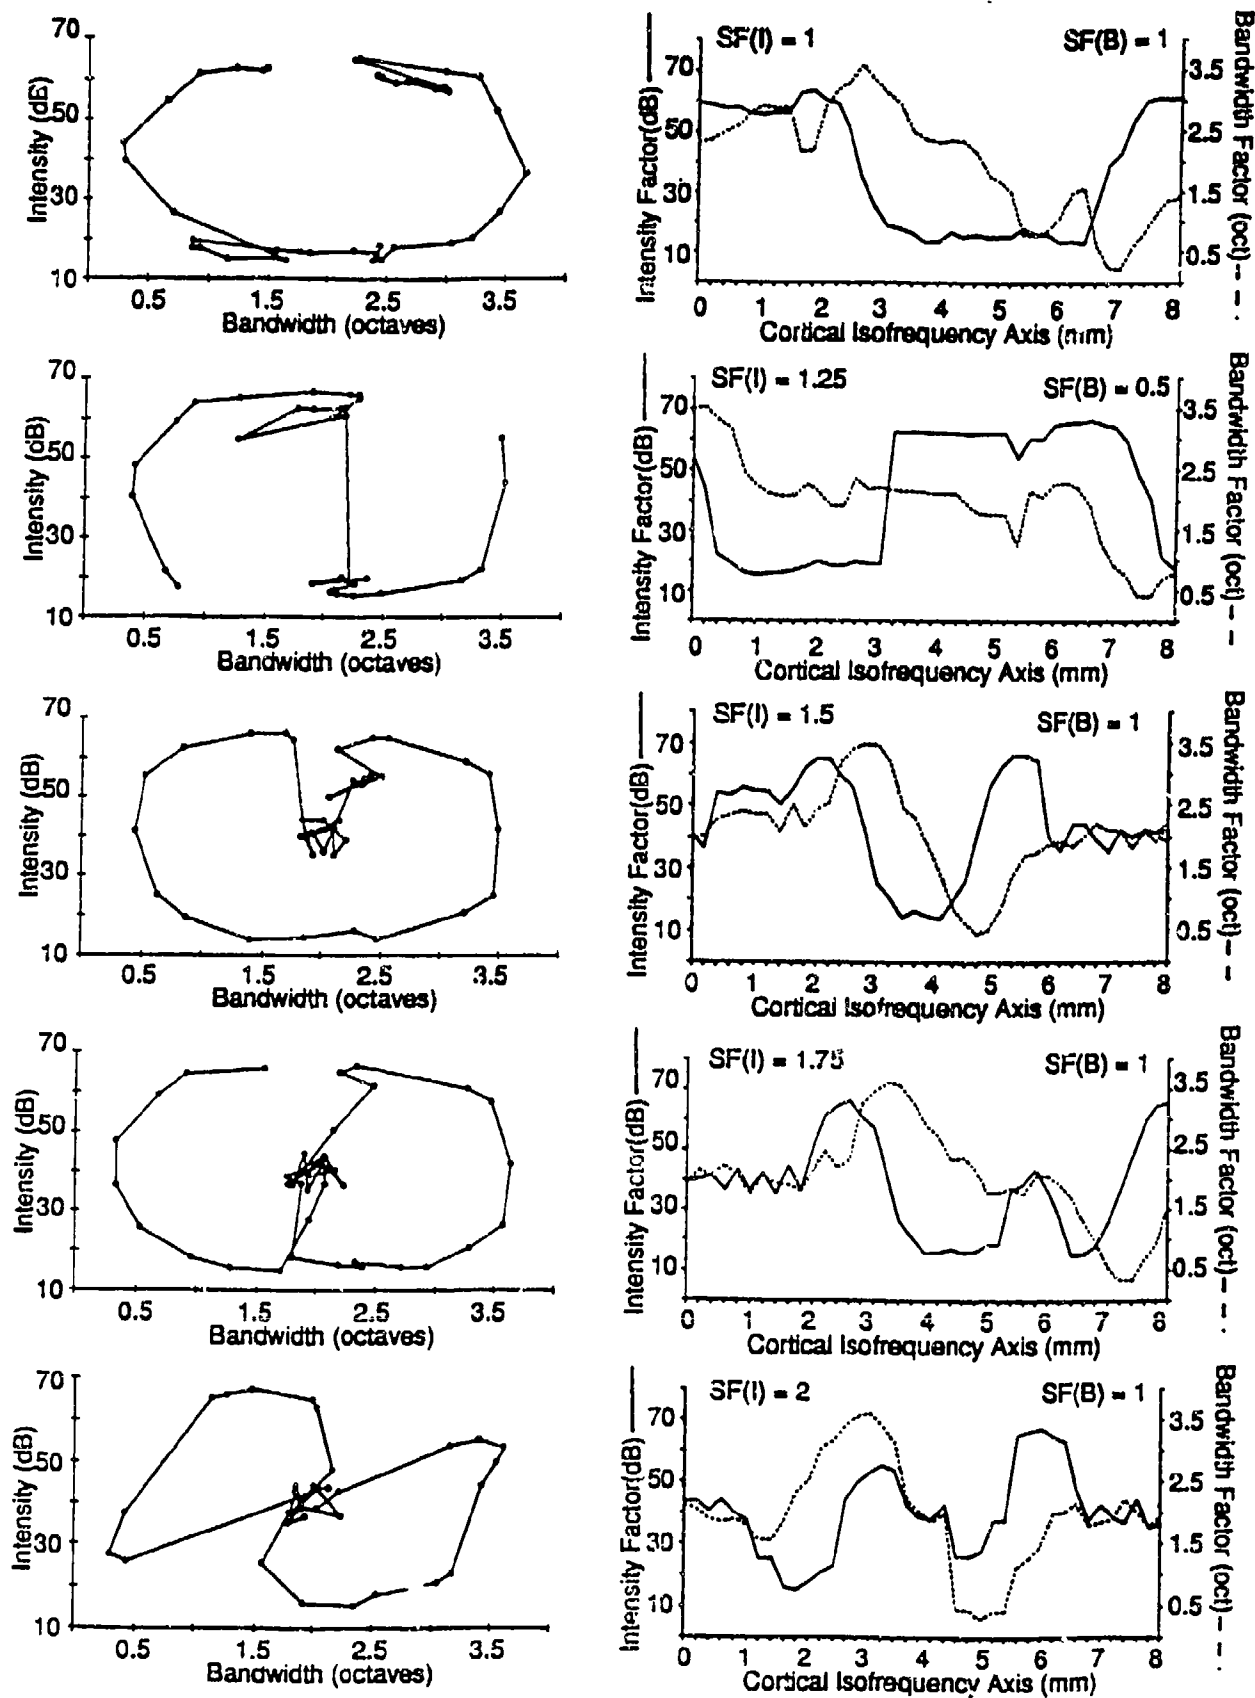 70
50
30
10
Intensity (dB)
0.5 1.5 2.5 3.5
Bandwidth (octaves)
SF(I) = 1 SF(B) = 1
70
50
30
10
Intensity Factor(dB)
3.5
2.5
1.5
0.5
Bandwidth Factor (oct)
0 1 2 3 4 5 6 7 8
Cortical Isofrequency Axis (mm)
70
50
30
10
Intensity (dB)
0.5 1.5 2.5 3.5
Bandwidth (octaves)
SF(I) = 1.25 SF(B) = 0.5
70
50
30
10
Intensity Factor(dB)
3.5
2.5
1.5
0.5
Bandwidth Factor (oct)
0 1 2 3 4 5 6 7 8
Cortical Isofrequency Axis (mm)
70
50
30
10
Intensity (dB)
0.5 1.5 2.5 3.5
Bandwidth (octaves)
SF(I) = 1.5 SF(B) = 1
70
50
30
10
Intensity Factor(dB)
3.5
2.5
1.5
0.5
Bandwidth Factor (oct)
0 1 2 3 4 5 6 7 8
Cortical Isofrequency Axis (mm)
70
50
30
10
Intensity (dB)
0.5 1.5 2.5 3.5
Bandwidth (octaves)
SF(I) = 1.75 SF(B) = 1
70
50
30
10
Intensity Factor(dB)
3.5
2.5
1.5
0.5
Bandwidth Factor (oct)
0 1 2 3 4 5 6 7 8
Cortical Isofrequency Axis (mm)
70
50
30
10
Intensity (dB)
0.5 1.5 2.5 3.5
Bandwidth (octaves)
SF(I) = 2 SF(B) = 1
70
50
30
10
Intensity Factor(dB)
3.5
2.5
1.5
0.5
Bandwidth Factor (oct)
0 1 2 3 4 5 6 7 8
Cortical Isofrequency Axis (mm)